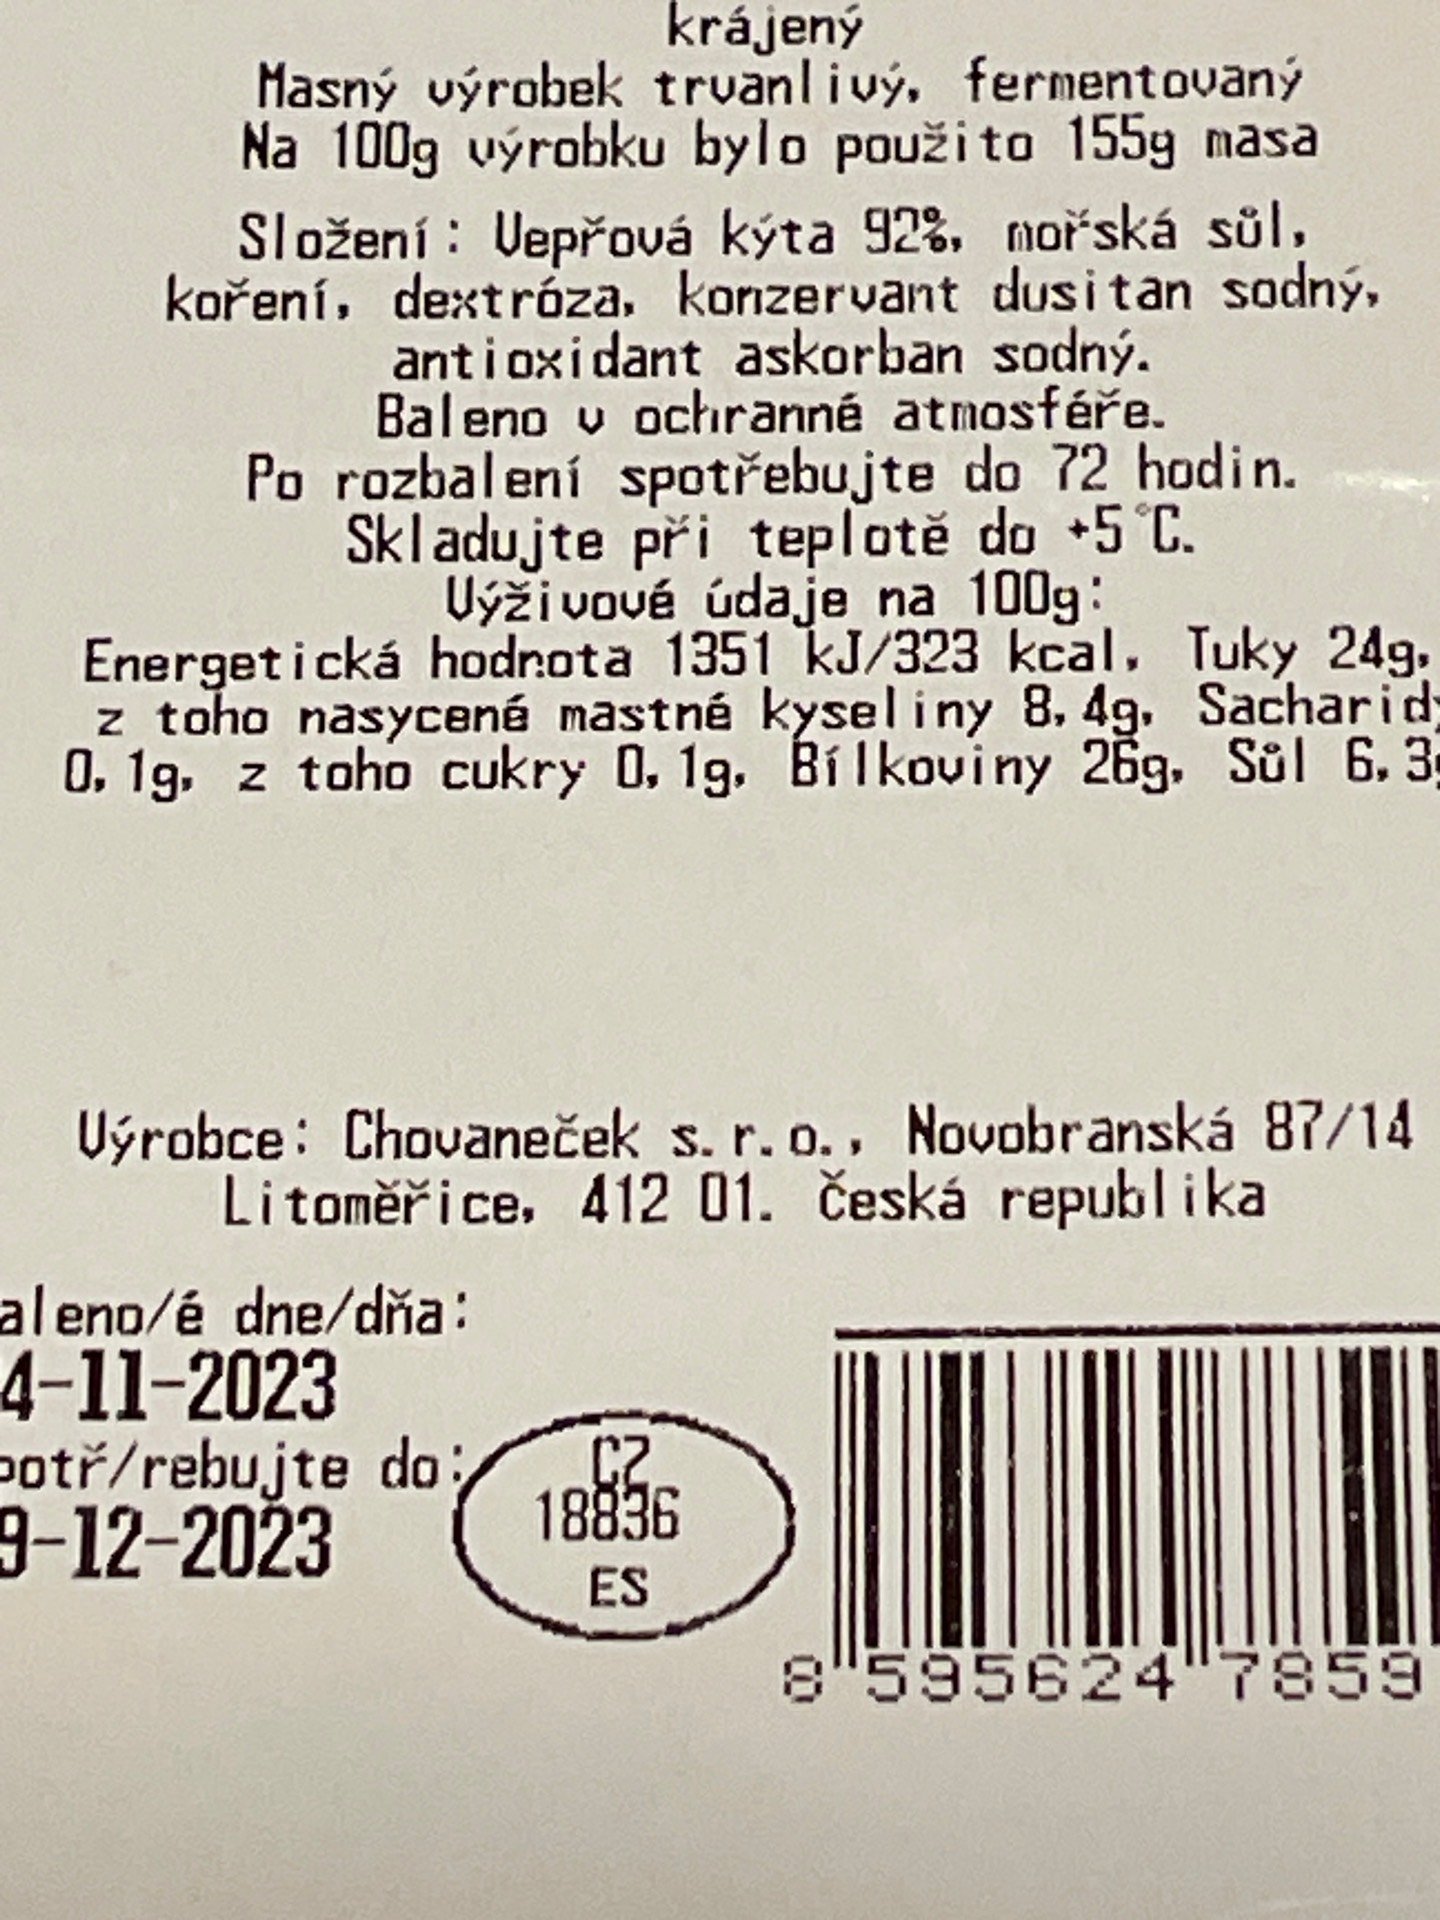 krájený
Masný výrobek trvanlivý, fermentovaný
Na 100g výrobku bylo použito 155g masa
Složení: Vepřová kýta 92%, mořská sůl,
koření, dextróza, konzervant dusitan sodný,
antioxidant askorban sodný.
Baleno v ochranné atmosféře.
Po rozbalení spotřebujte do 72 hodin.
Skladujte při teplotě do +5°C.
Výživové údaje na 100g:
Energetická hodnota 1351 kJ/323 kcal, Tuky 24g,
z toho nasycené mastné kyseliny 8,4g, Sacharidy
0,1g, z toho cukry 0,1g, Bílkoviny 26g, Sůl 6,3g
Výrobce: Chovaneček s.r.o., Novobranská 87/14
Litoměřice, 412 01. Česká republika
aleno/é dne/dňa:
4-11-2023
potř/rebujte do:
9-12-2023
CZ
18836
ES
8 595624 7859